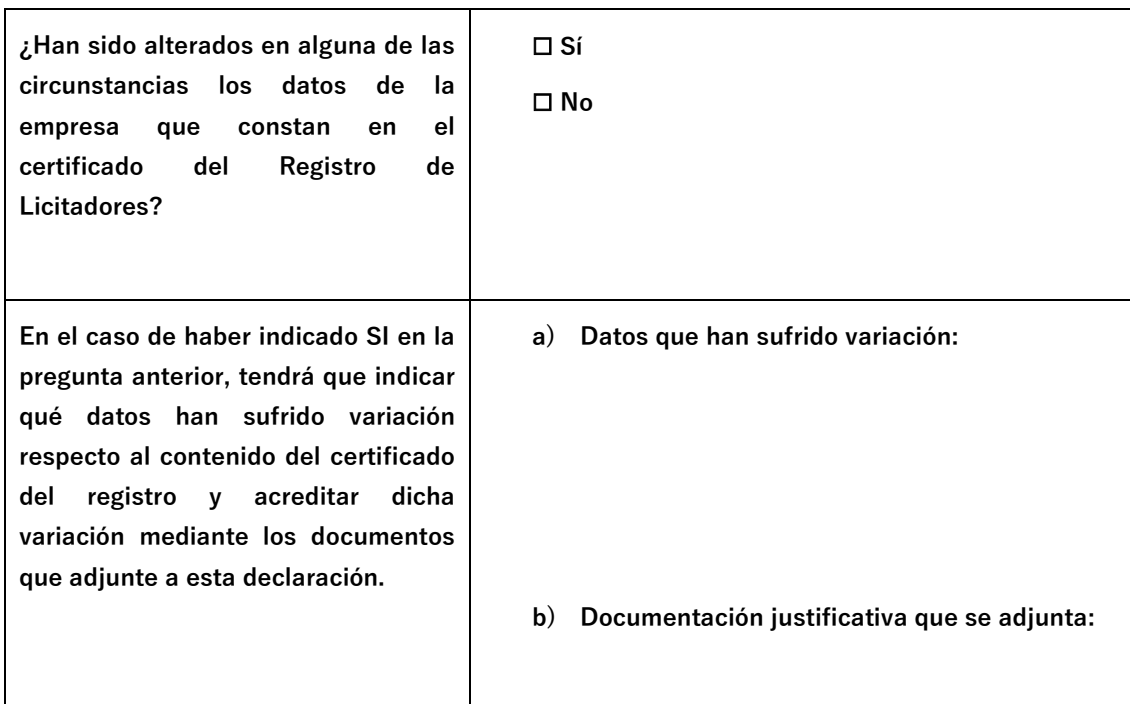 ¿Han sido alterados en alguna de las
circunstancias los datos de la
empresa que constan en el
certificado del Registro de
Licitadores?
☐ Sí
☐ No
En el caso de haber indicado SI en la
pregunta anterior, tendrá que indicar
qué datos han sufrido variación
respecto al contenido del certificado
del registro y acreditar dicha
variación mediante los documentos
que adjunte a esta declaración.
a) Datos que han sufrido variación:
b) Documentación justificativa que se adjunta: